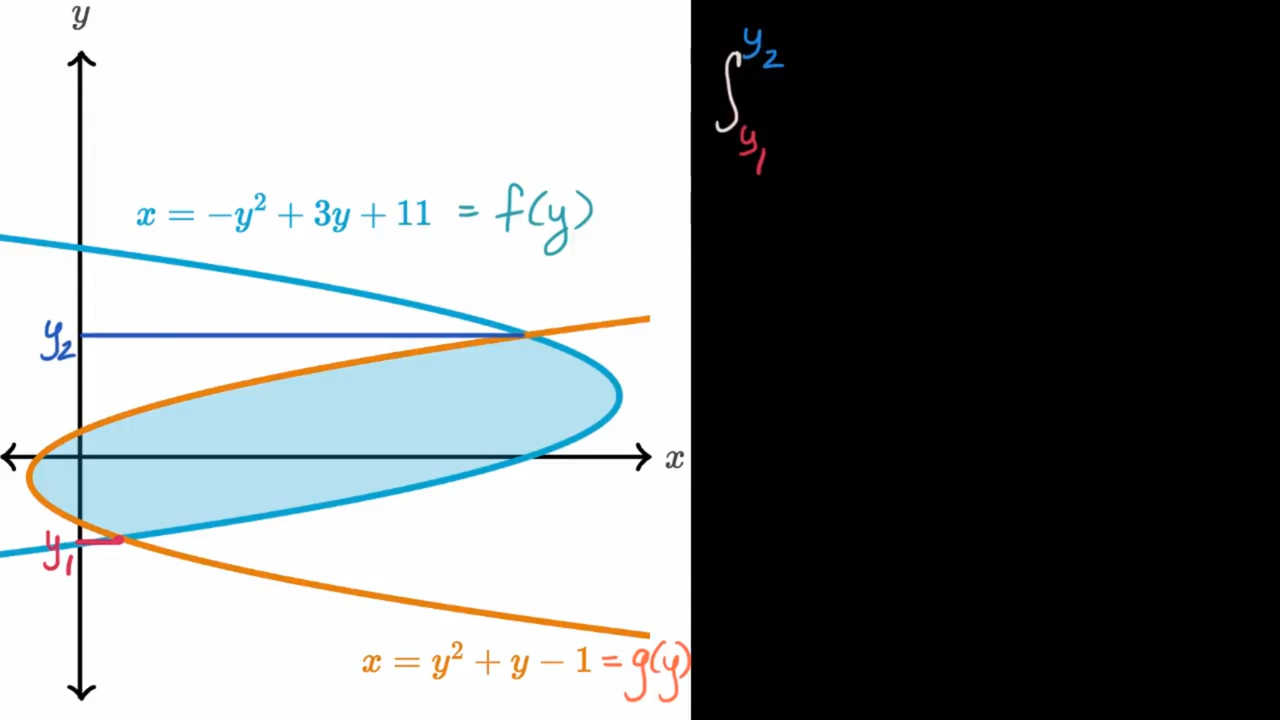 y
x = −y² + 3y + 11 = f(y)
y₂
x
y₁
x = y² + y − 1 = g(y)
∫ y₂
y₁